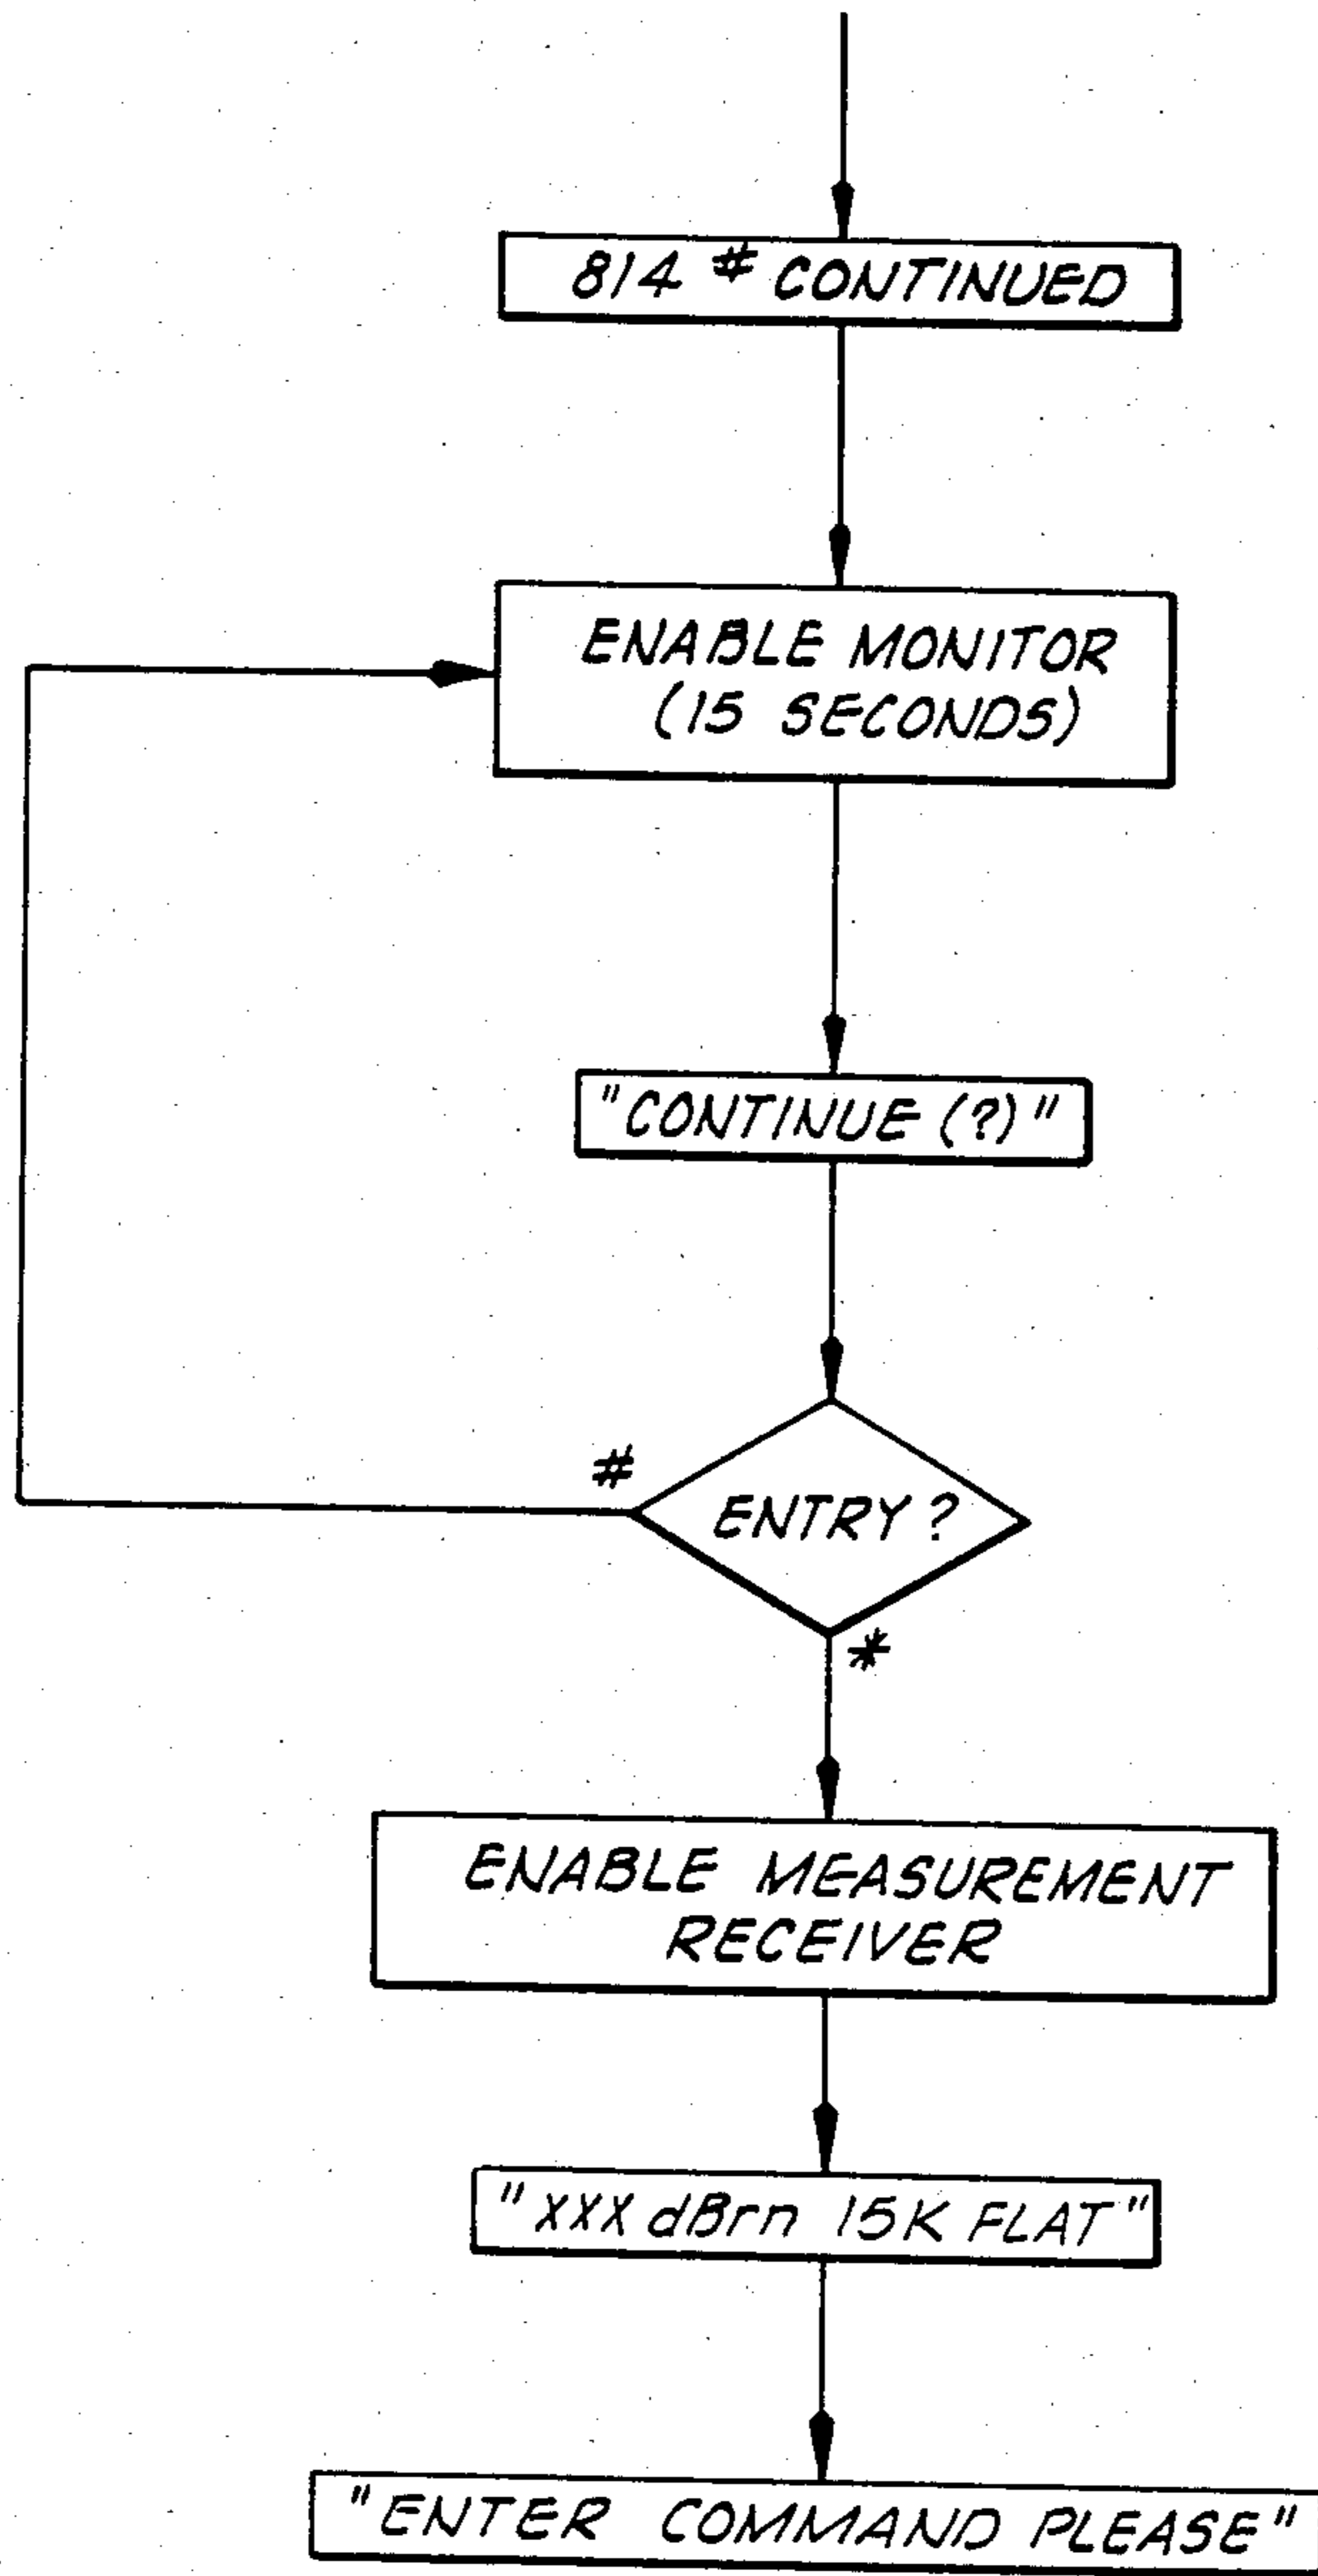 814 # CONTINUED
ENABLE MONITOR
(15 SECONDS)
"CONTINUE (?)"
#
ENTRY ?
*
ENABLE MEASUREMENT
RECEIVER
"XXX dBrn 15K FLAT"
"ENTER COMMAND PLEASE"